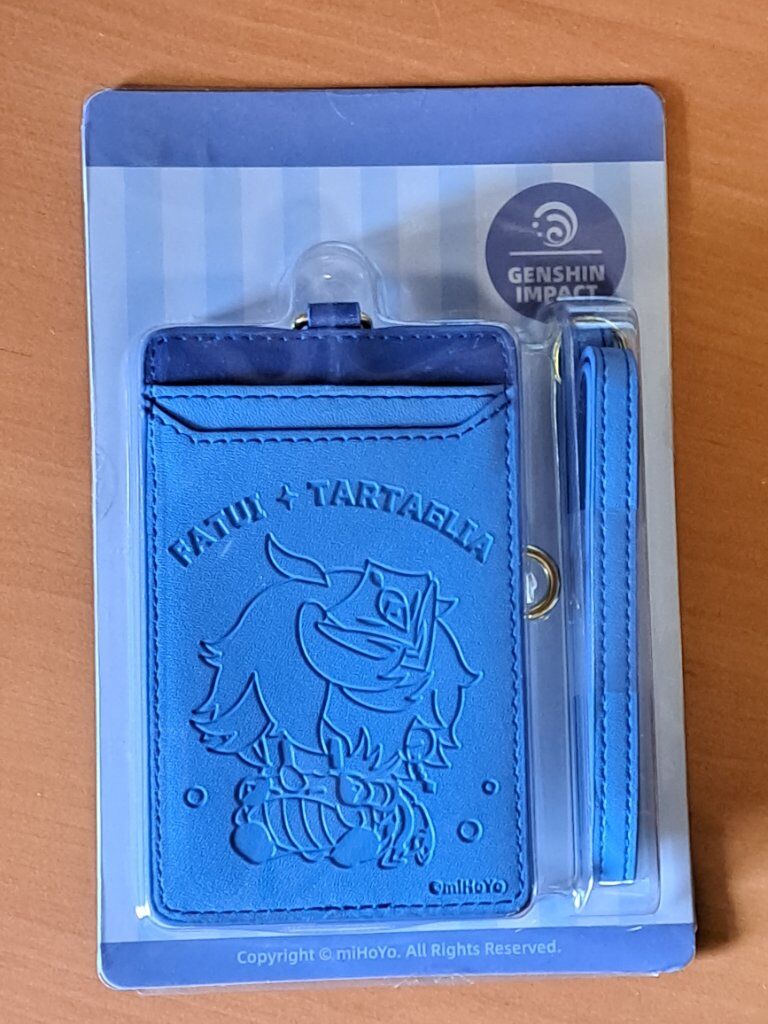 GENSHIN
IMPACT
FATUI ✦ TARTAGLIA
©miHoYo
Copyright © miHoYo. All Rights Reserved.